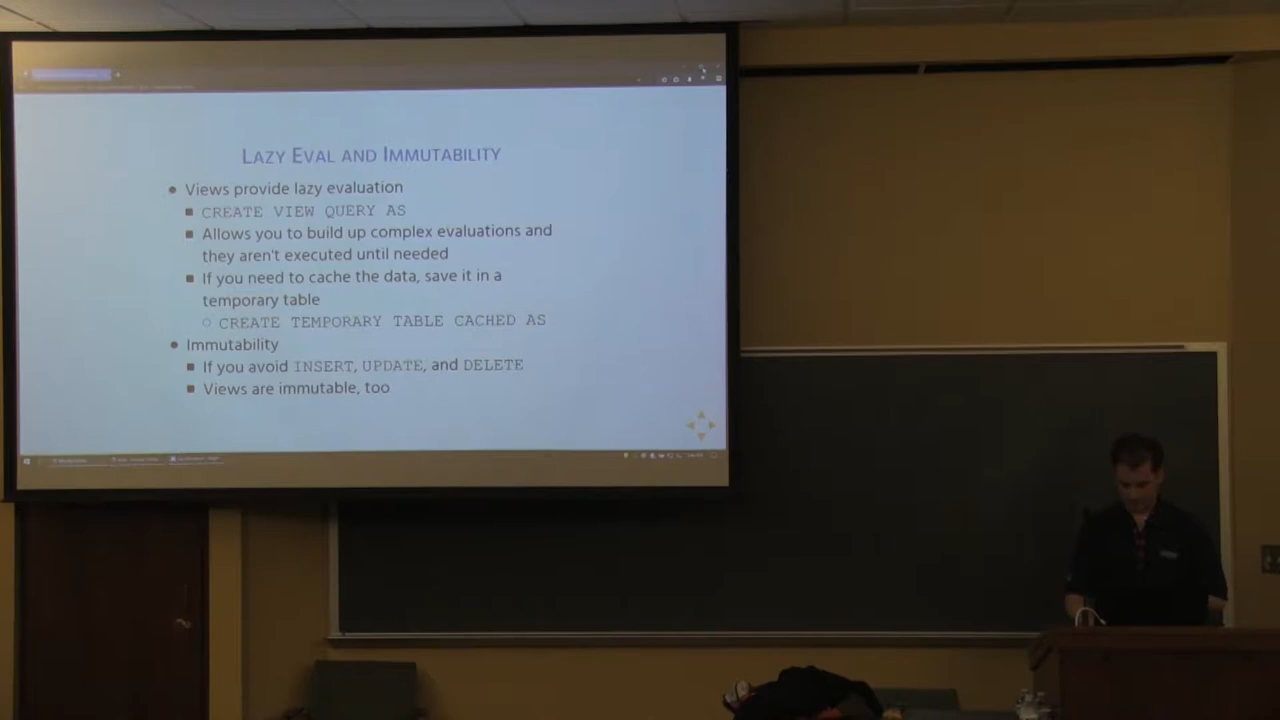 LAZY EVAL AND IMMUTABILITY
Views provide lazy evaluation
CREATE VIEW QUERY AS
Allows you to build up complex evaluations and
they aren't executed until needed
If you need to cache the data, save it in a
temporary table
CREATE TEMPORARY TABLE CACHED AS
Immutability
If you avoid INSERT, UPDATE, and DELETE
Views are immutable, too